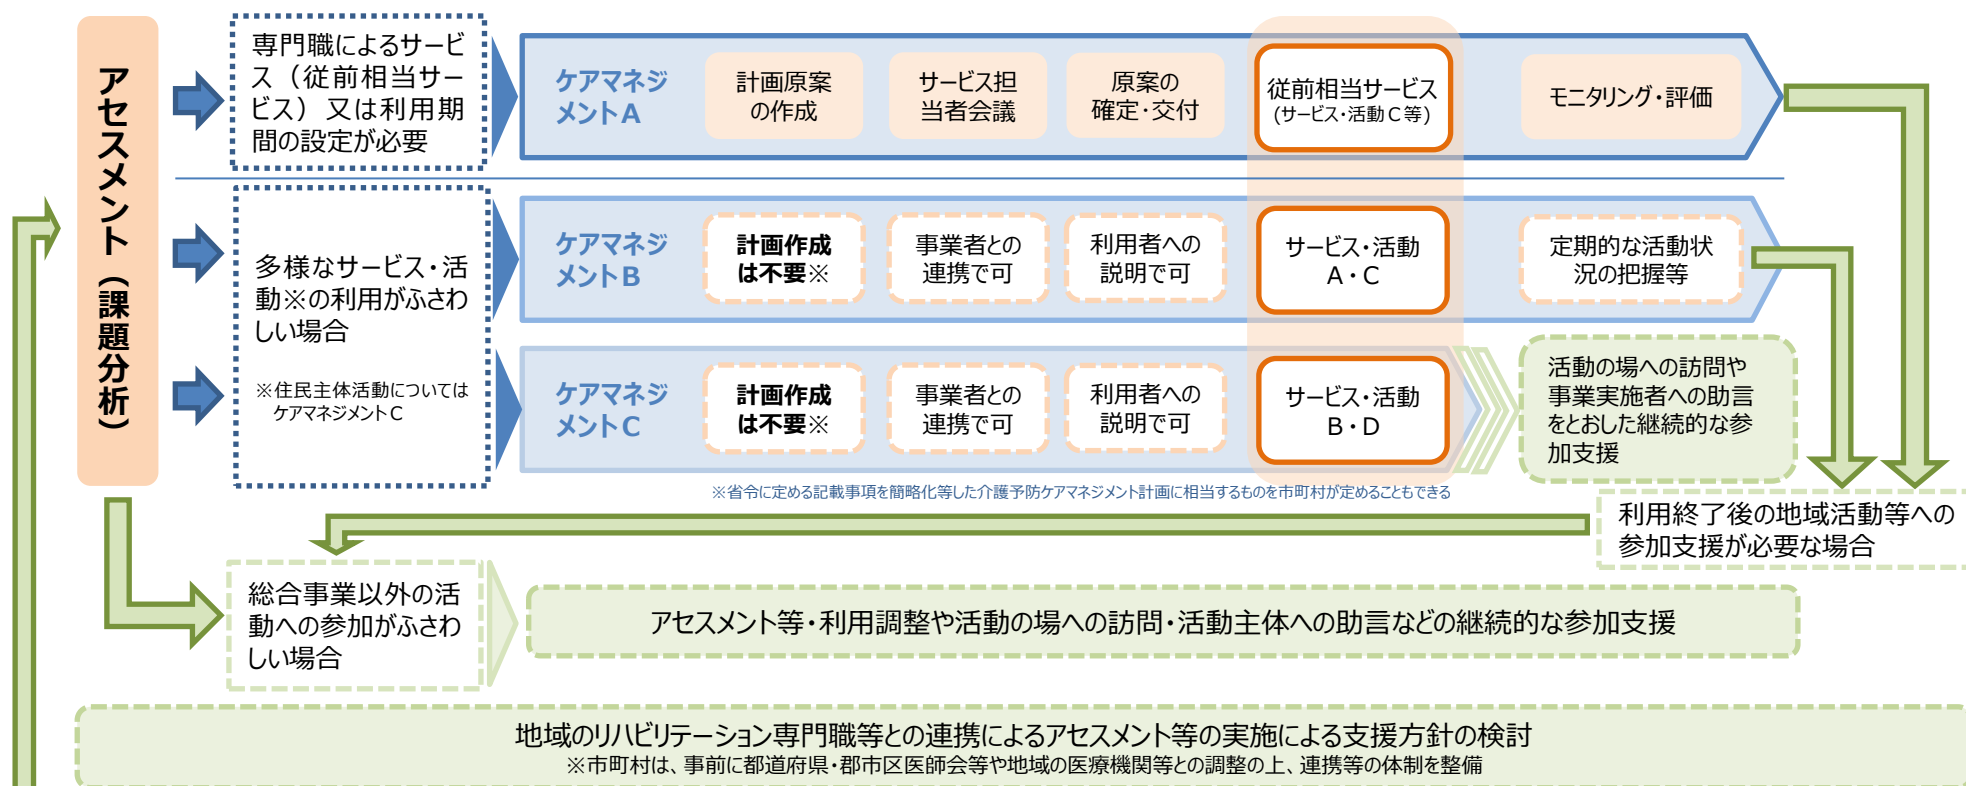 アセスメント（課題分析）
専門職によるサービ
ス（従前相当サー
ビス）又は利用期
間の設定が必要
ケアマネジ
メントA
計画原案
の作成
サービス担
当者会議
原案の
確定・交付
従前相当サービス
(サービス・活動C等)
モニタリング・評価
多様なサービス・活
動※の利用がふさわ
しい場合
※住民主体活動については
ケアマネジメントC
ケアマネジ
メントB
計画作成
は不要※
事業者との
連携で可
利用者への
説明で可
サービス・活動
A・C
定期的な活動状
況の把握等
ケアマネジ
メントC
計画作成
は不要※
事業者との
連携で可
利用者への
説明で可
サービス・活動
B・D
活動の場への訪問や
事業実施者への助言
をとおした継続的な参
加支援
※省令に定める記載事項を簡略化等した介護予防ケアマネジメント計画に相当するものを市町村が定めることもできる
利用終了後の地域活動等への
参加支援が必要な場合
総合事業以外の活
動への参加がふさわ
しい場合
アセスメント等・利用調整や活動の場への訪問・活動主体への助言などの継続的な参加支援
地域のリハビリテーション専門職等との連携によるアセスメント等の実施による支援方針の検討
※市町村は、事前に都道府県・郡市区医師会等や地域の医療機関等との調整の上、連携等の体制を整備